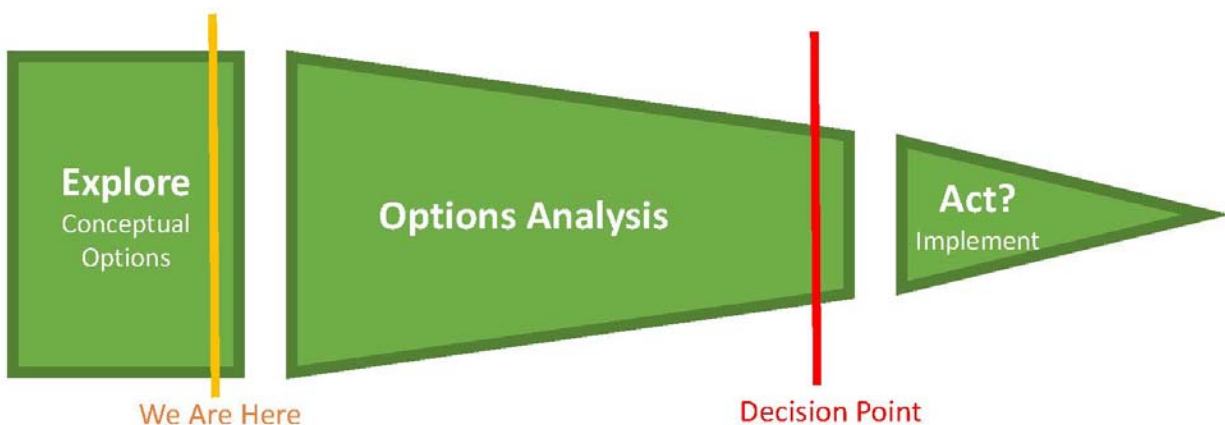 Explore
Conceptual
Options
Options Analysis
Act?
Implement
We Are Here
Decision Point